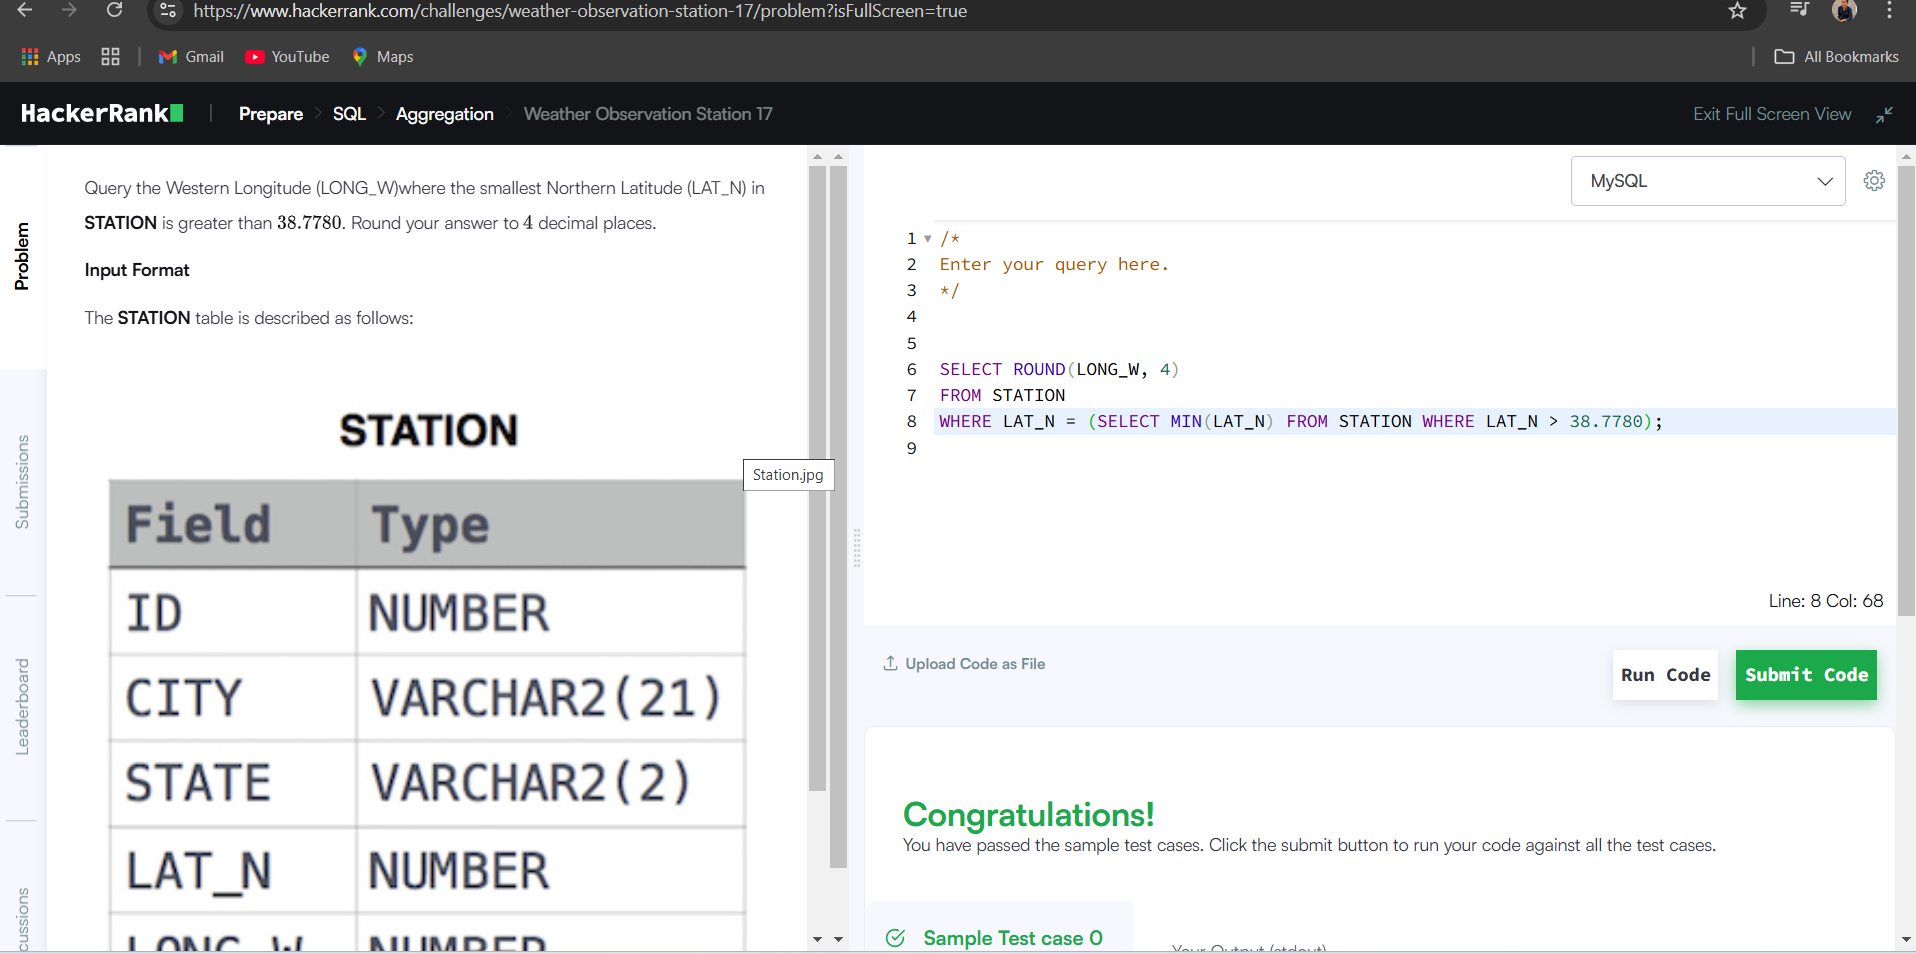 https://www.hackerrank.com/challenges/weather-observation-station-17/problem?isFullScreen=true
Apps
Gmail
YouTube
Maps
All Bookmarks
HackerRank
Prepare
SQL
Aggregation
Weather Observation Station 17
Exit Full Screen View
Problem
Submissions
Leaderboard
Query the Western Longitude (LONG_W)where the smallest Northern Latitude (LAT_N) in
STATION is greater than 38.7780. Round your answer to 4 decimal places.
Input Format
The STATION table is described as follows:
STATION
Station.jpg
Field Type
ID NUMBER
CITY VARCHAR2(21)
STATE VARCHAR2(2)
LAT_N NUMBER
LONG_W NUMBER
MySQL
1 /*
2 Enter your query here.
3 */
4
5
6 SELECT ROUND(LONG_W, 4)
7 FROM STATION
8 WHERE LAT_N = (SELECT MIN(LAT_N) FROM STATION WHERE LAT_N > 38.7780);
9
Line: 8 Col: 68
Upload Code as File
Run Code
Submit Code
Congratulations!
You have passed the sample test cases. Click the submit button to run your code against all the test cases.
Sample Test case 0
Your Output (stdout)